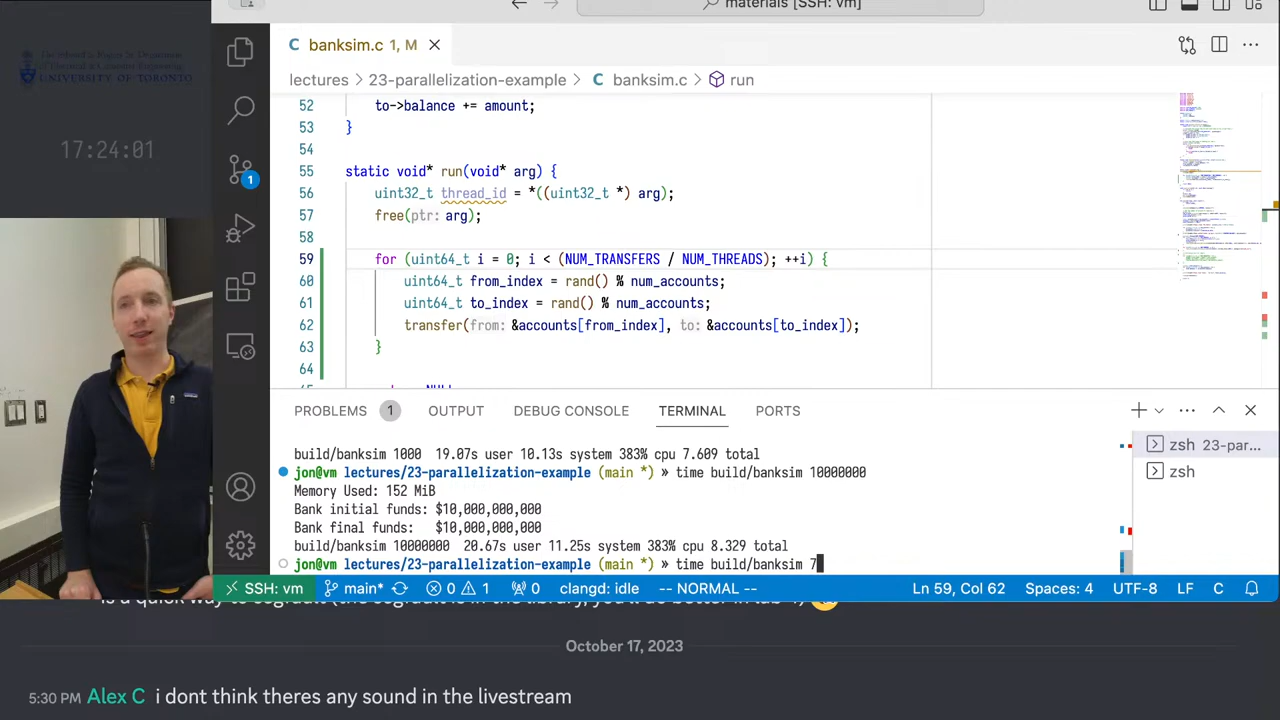 UNIVERSITY OF TORONTO
17:24:01
materials [SSH: vm]
banksim.c 1, M
lectures > 23-parallelization-example > banksim.c > run
52 to->balance += amount;
53 }
54
55 static void* run(void* arg) {
56 uint32_t thread_ = *((uint32_t *) arg);
57 free(ptr: arg);
58
59 for (uint64_t i = ; i < (NUM_TRANSFERS / NUM_THREADS); ++i) {
60 uint64_t from_index = rand() % num_accounts;
61 uint64_t to_index = rand() % num_accounts;
62 transfer(from: &accounts[from_index], to: &accounts[to_index]);
63 }
64
1
PROBLEMS 1 OUTPUT DEBUG CONSOLE TERMINAL PORTS
build/banksim 1000 19.07s user 10.13s system 383% cpu 7.609 total
jon@vm lectures/23-parallelization-example (main *) » time build/banksim 10000000
Memory Used: 152 MiB
Bank initial funds: $10,000,000,000
Bank final funds: $10,000,000,000
build/banksim 10000000 20.67s user 11.25s system 383% cpu 8.329 total
jon@vm lectures/23-parallelization-example (main *) » time build/banksim 7
zsh 23-par...
zsh
SSH: vm main* 0 1 0 clangd: idle -- NORMAL -- Ln 59, Col 62 Spaces: 4 UTF-8 LF C
October 17, 2023
5:30 PM Alex C i dont think theres any sound in the livestream